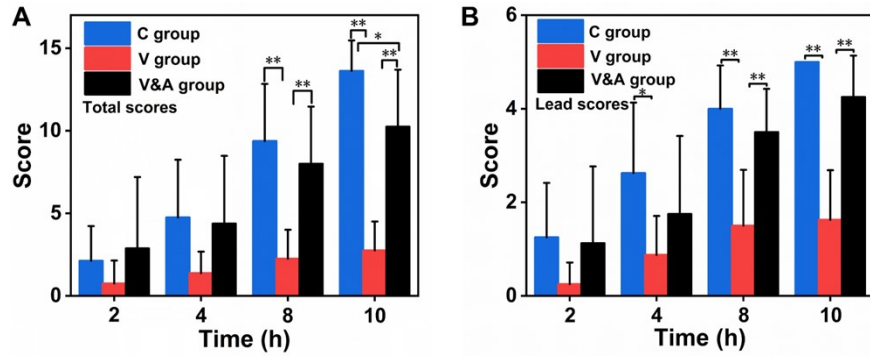 A
C group
V group
V&A group
Total scores
** * **
** **
15
10
5
0
Score
2 4 8 10
Time (h)
B
C group
V group
V&A group
Lead scores
** ** ** **
*
6
4
2
0
Score
2 4 8 10
Time (h)